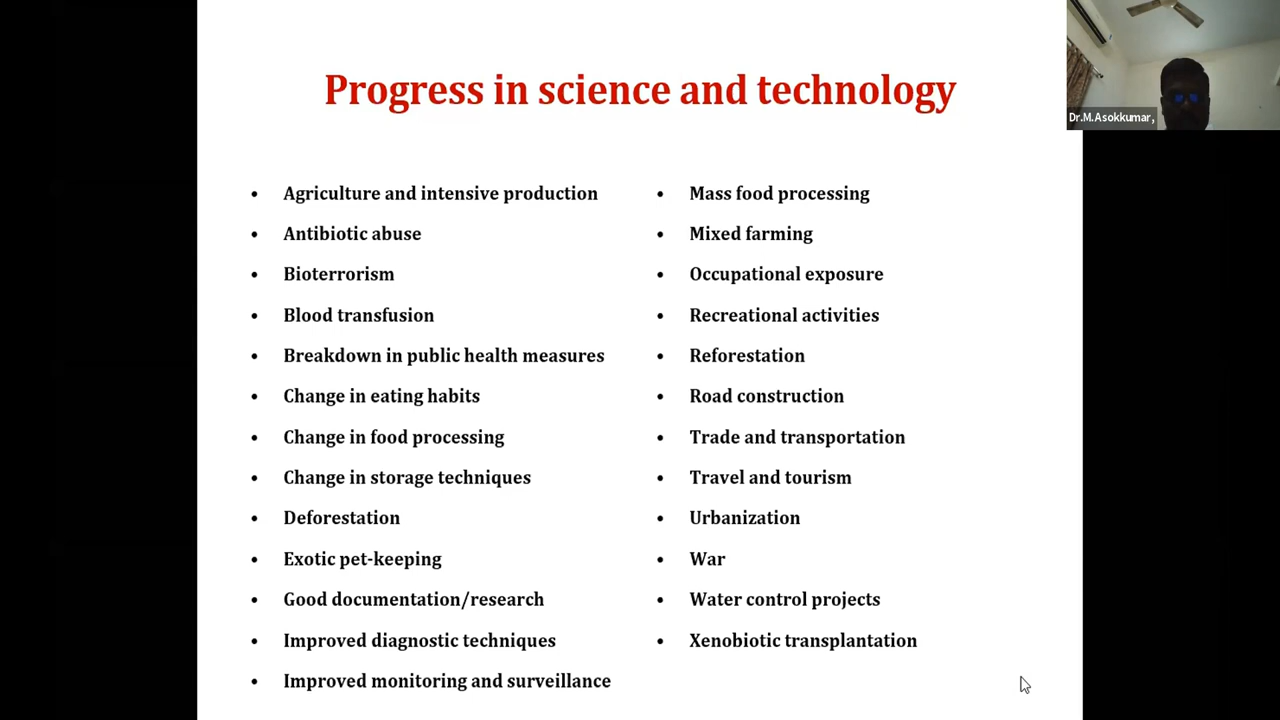 Progress in science and technology
Dr.M.Asokkumar,
• Agriculture and intensive production
• Antibiotic abuse
• Bioterrorism
• Blood transfusion
• Breakdown in public health measures
• Change in eating habits
• Change in food processing
• Change in storage techniques
• Deforestation
• Exotic pet-keeping
• Good documentation/research
• Improved diagnostic techniques
• Improved monitoring and surveillance
• Mass food processing
• Mixed farming
• Occupational exposure
• Recreational activities
• Reforestation
• Road construction
• Trade and transportation
• Travel and tourism
• Urbanization
• War
• Water control projects
• Xenobiotic transplantation